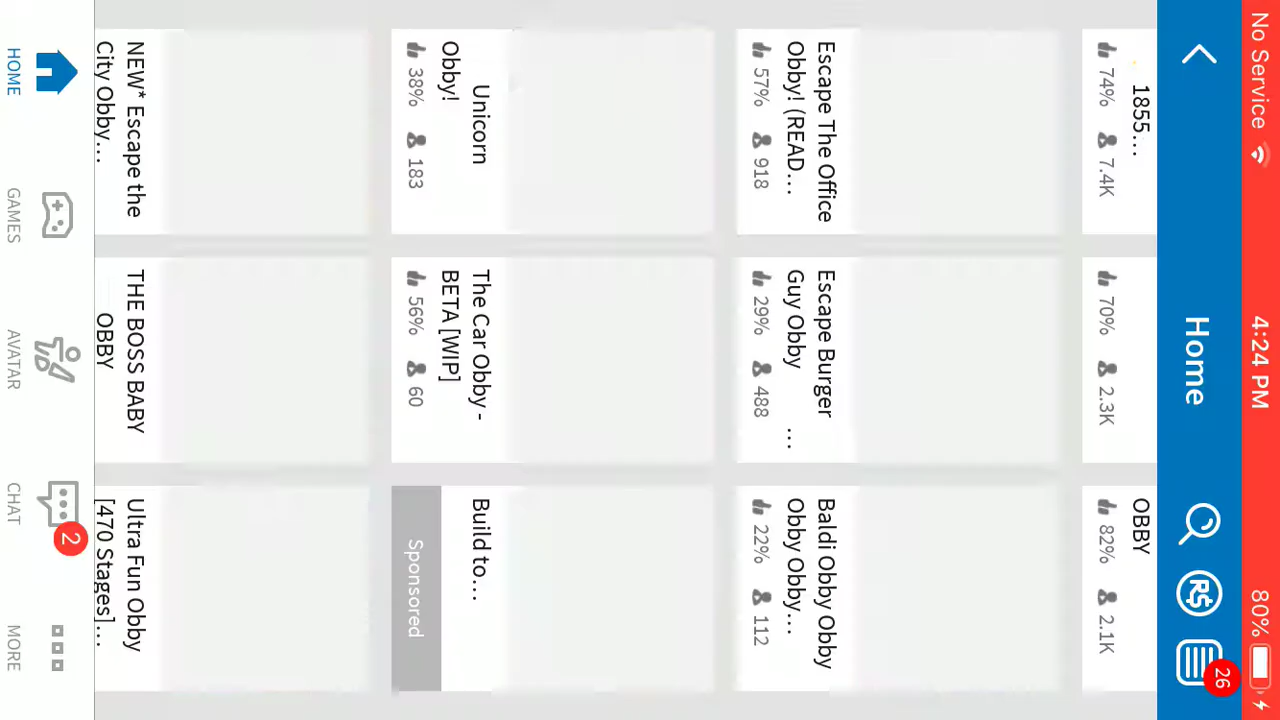 No Service
4:24 PM
80%
Home
R$
26
1855...
74% 7.4K
70% 2.3K
OBBY
82% 2.1K
Escape The Office
Obby! (READ...
57% 918
Escape Burger
Guy Obby ...
29% 488
Baldi Obby Obby
Obby Obby...
22% 112
Unicorn
Obby!
38% 183
The Car Obby -
BETA [WIP]
56% 60
Build to...
Sponsored
NEW* Escape the
City Obby...
THE BOSS BABY
OBBY
Ultra Fun Obby
[470 Stages]...
2
HOME
GAMES
AVATAR
CHAT
MORE